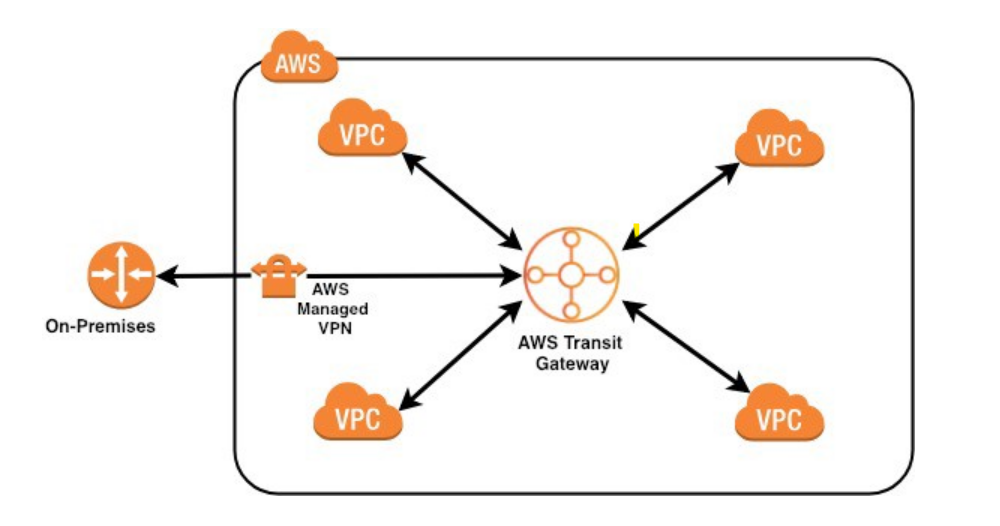 AWS
VPC
VPC
On-Premises
AWS
Managed
VPN
AWS Transit
Gateway
VPC
VPC